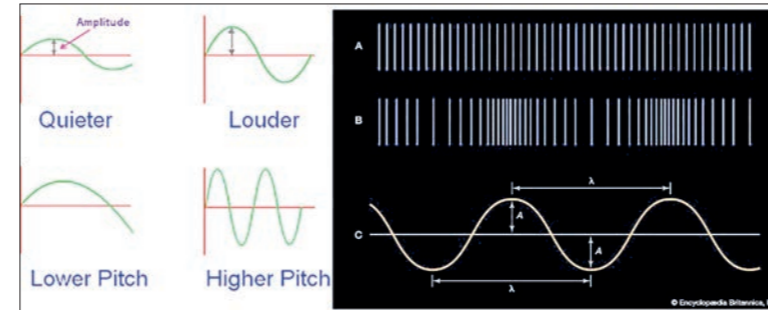 Amplitude
Quieter
Louder
Lower Pitch
Higher Pitch
A
B
C
λ
A
A
λ
© Encyclopædia Britannica, I